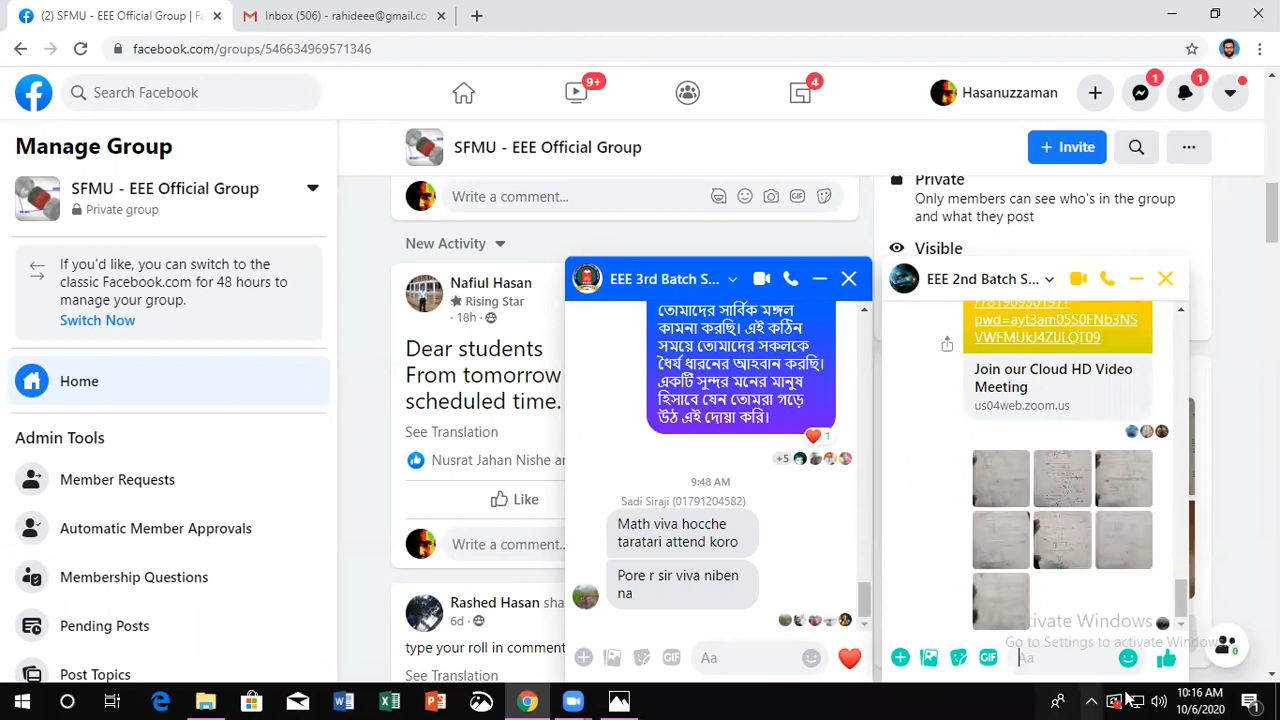 (2) SFMU - EEE Official Group | Fa
Inbox (506) - rahideee@gmail.co
facebook.com/groups/546634969571346
Search Facebook
9+
4
Hasanuzzaman
1
1
Manage Group
SFMU - EEE Official Group
Private group
If you'd like, you can switch to the
classic Facebook.com for 48 hours to
manage your group.
Switch Now
Home
Admin Tools
Member Requests
Automatic Member Approvals
Membership Questions
Pending Posts
Post Topics
SFMU - EEE Official Group
Invite
Write a comment...
GIF
New Activity
Nafiul Hasan
Rising Star
18h
Dear students
From tomorrow
scheduled time.
See Translation
Nusrat Jahan Nishe an
Like
Write a comment
Rashed Hasan sha
6d
type your roll in comment
See Translation
Private
Only members can see who's in the group
and what they post
Visible
EEE 3rd Batch S...
তোমাদের সার্বিক মঙ্গল
কামনা করছি। এই কঠিন
সময়ে তোমাদের সকলকে
ধৈর্য ধারনের আহবান করছি।
একটি সুন্দর মনের মানুষ
হিসাবে যেন তোমরা গড়ে
উঠ এই দোয়া করি।
1
+5
9:48 AM
Sadi Siraji (01791204582)
Math viva hocche
taratari attend koro
Pore r sir viva niben
na
GIF
Aa
EEE 2nd Batch S...
pwd=ayt3am05S0FNb3NS
VWFMUkJ4ZlJLQT09
Join our Cloud HD Video
Meeting
us04web.zoom.us
Activate Windows
Go to Settings to activate Windows
GIF
Aa
0
10:16 AM
10/6/2020
1